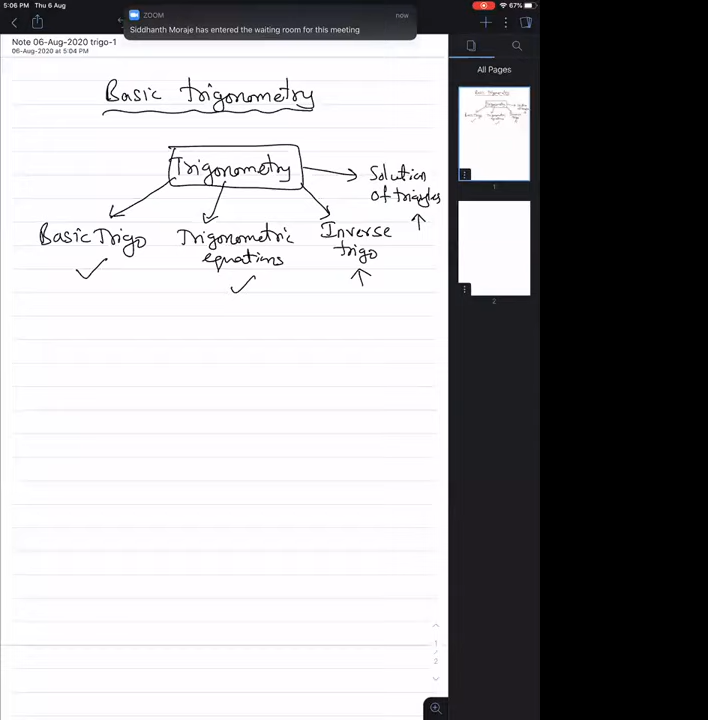 5:06 PM Thu 6 Aug
67%
ZOOM
now
Siddhanth Moraje has entered the waiting room for this meeting
Note 06-Aug-2020 trigo-1
06-Aug-2020 at 5:04 PM
All Pages
Basic Trigonometry
Trigonometry
Solution
of triangles
Basic Trigo
Trigonometric
equations
Inverse
trigo
1
2
1
/
2